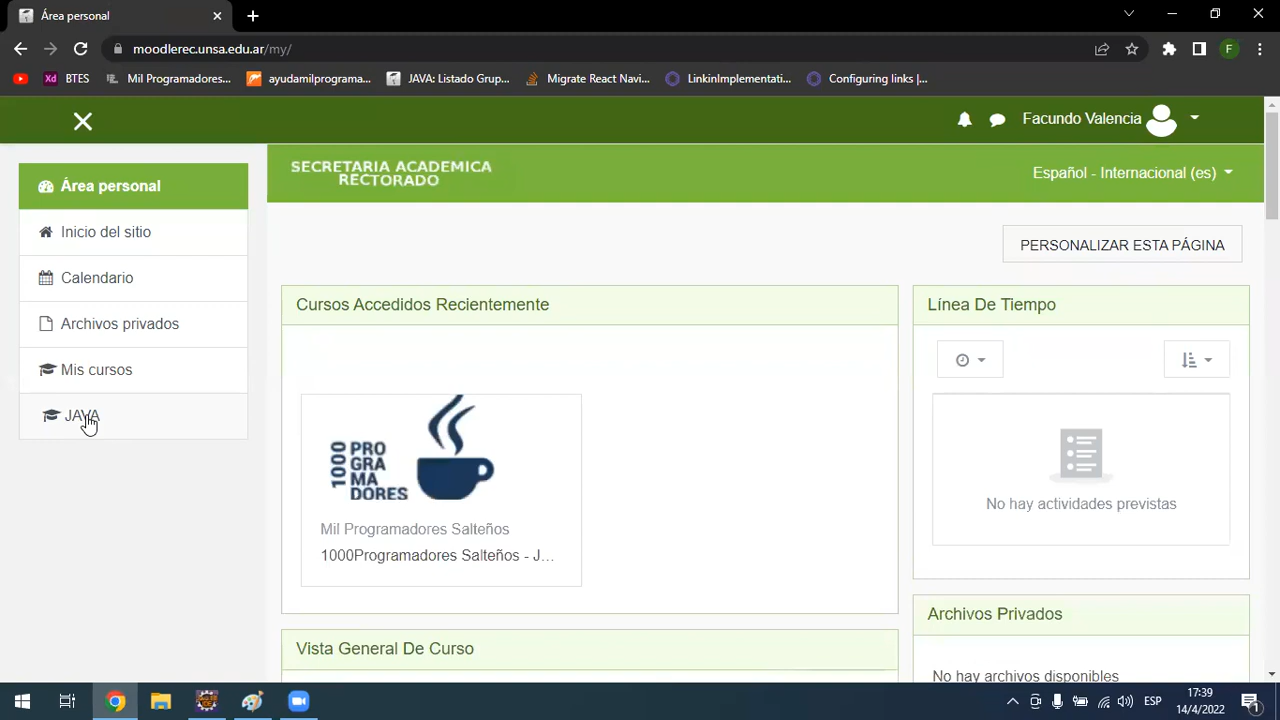 Área personal
moodlerec.unsa.edu.ar/my/
F
Xd BTES
Mil Programadores...
ayudamilprograma...
JAVA: Listado Grup...
Migrate React Navi...
LinkinImplementati...
Configuring links |...
Facundo Valencia
SECRETARIA ACADEMICA
RECTORADO
Español - Internacional (es)
Área personal
Inicio del sitio
Calendario
Archivos privados
Mis cursos
JAVA
PERSONALIZAR ESTA PÁGINA
Cursos Accedidos Recientemente
1000
PRO
GRA
MA
DORES
Mil Programadores Salteños
1000Programadores Salteños - J...
Vista General De Curso
Línea De Tiempo
No hay actividades previstas
Archivos Privados
No hay archivos disponibles
ESP
17:39
14/4/2022
1